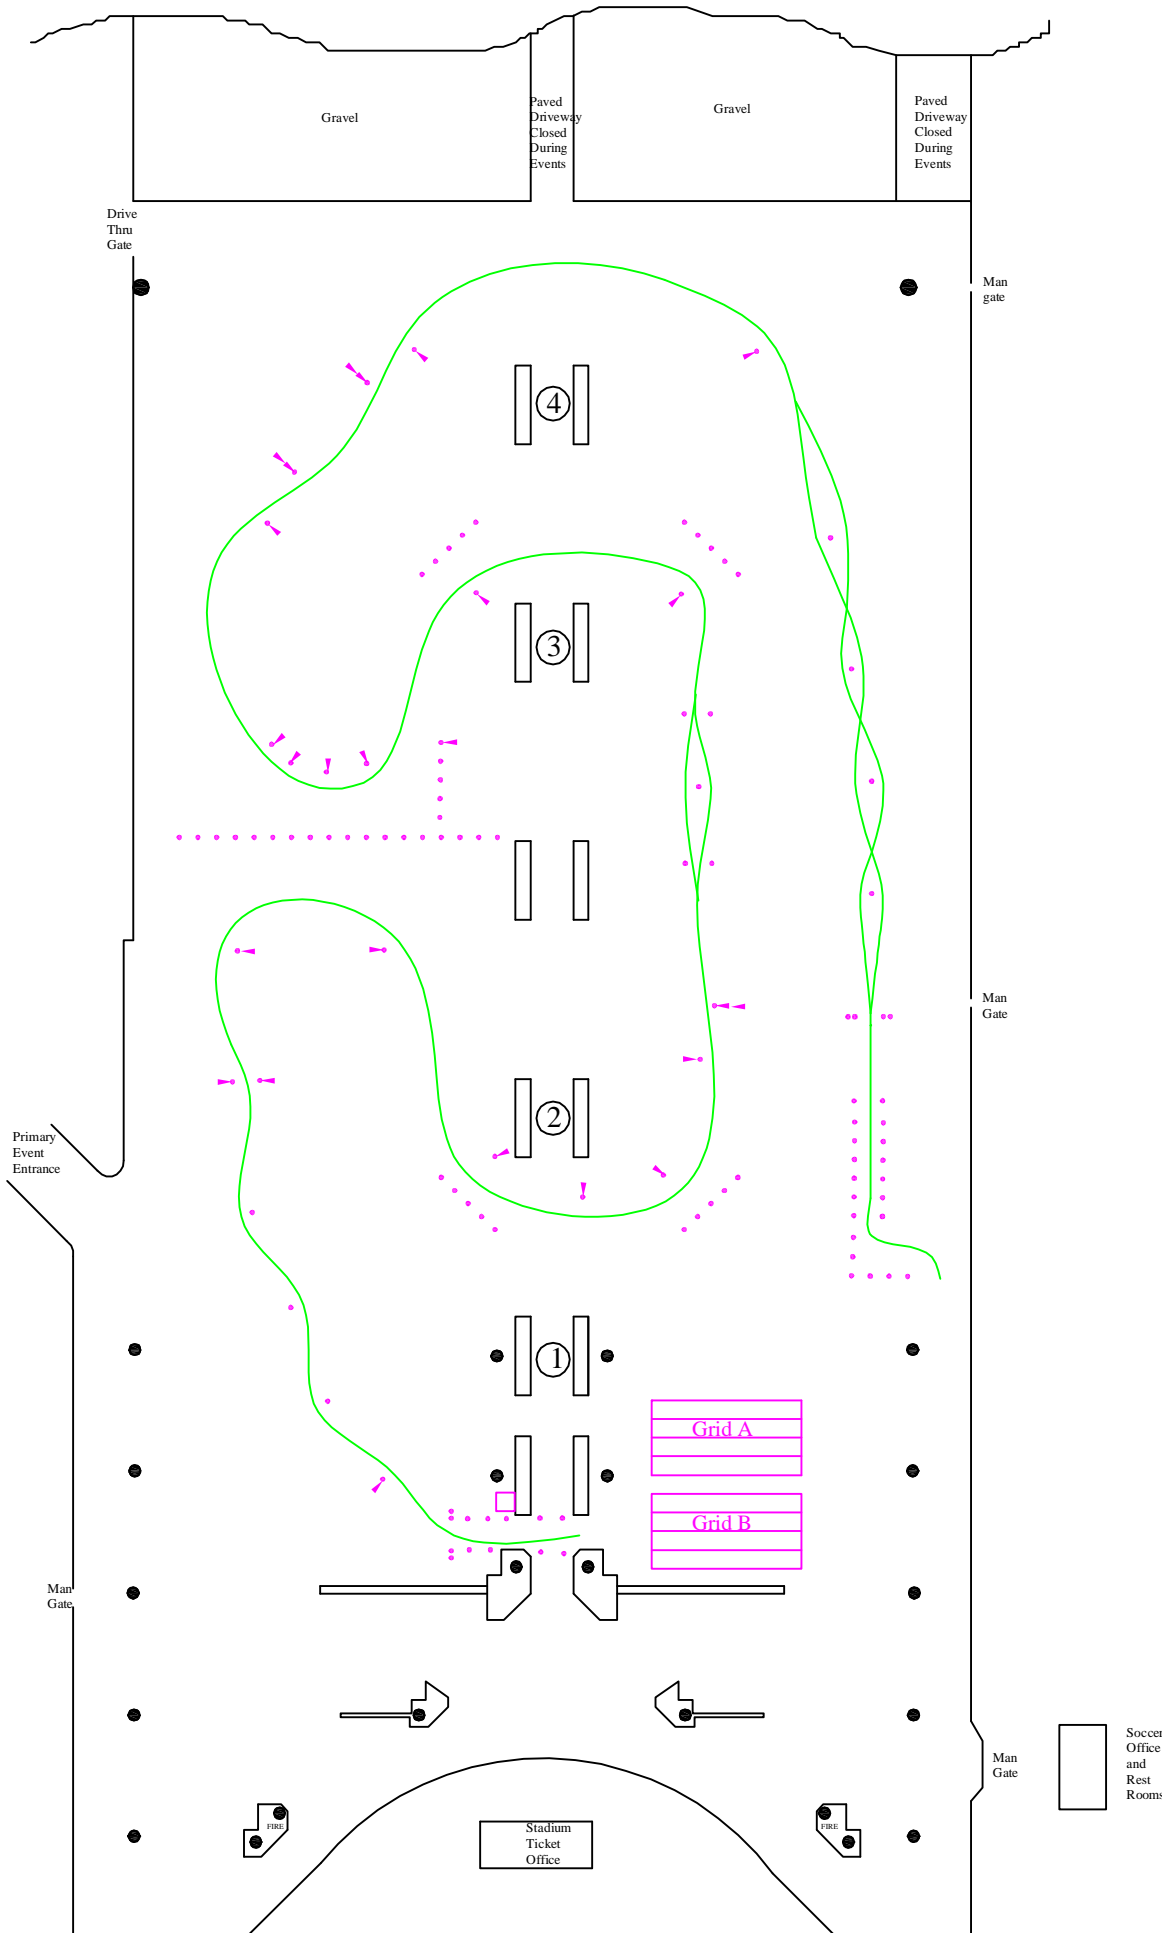 Gravel
Paved
Driveway
Closed
During
Events
Gravel
Paved
Driveway
Closed
During
Events
Drive
Thru
Gate
Man
gate
4
3
Man
Gate
2
Primary
Event
Entrance
1
Grid A
Grid B
Man
Gate
Man
Gate
Soccer
Office
and
Rest
Rooms
FIRE
FIRE
Stadium
Ticket
Office